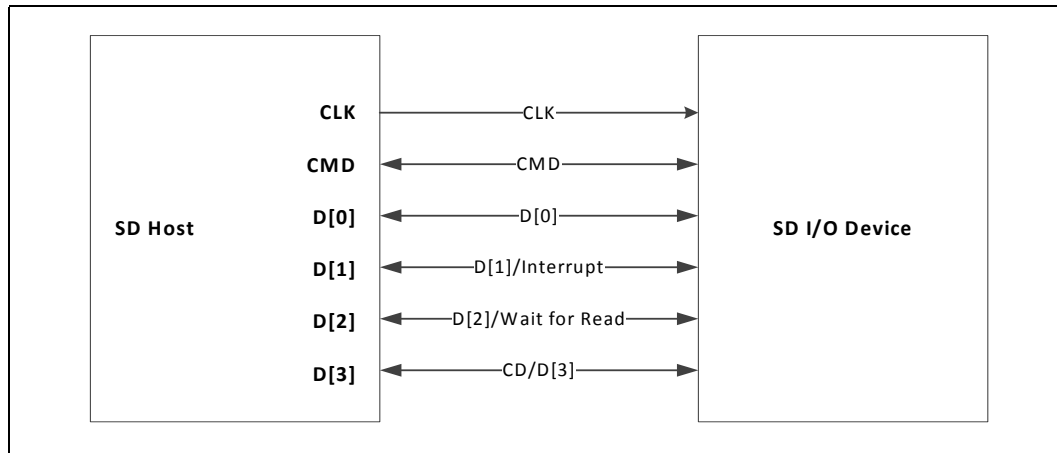 CLK
CLK
CMD
CMD
D[0]
D[0]
SD Host
SD I/O Device
D[1]
D[1]/Interrupt
D[2]
D[2]/Wait for Read
D[3]
CD/D[3]